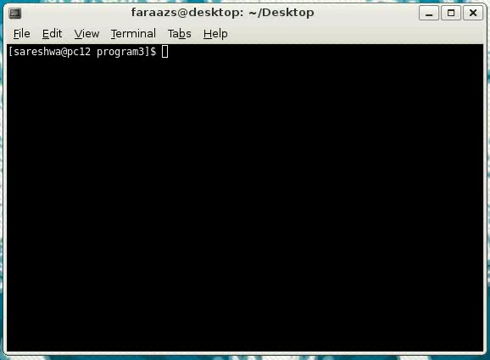 faraazs@desktop: ~/Desktop
File Edit View Terminal Tabs Help
[sareshwa@pc12 program3]$